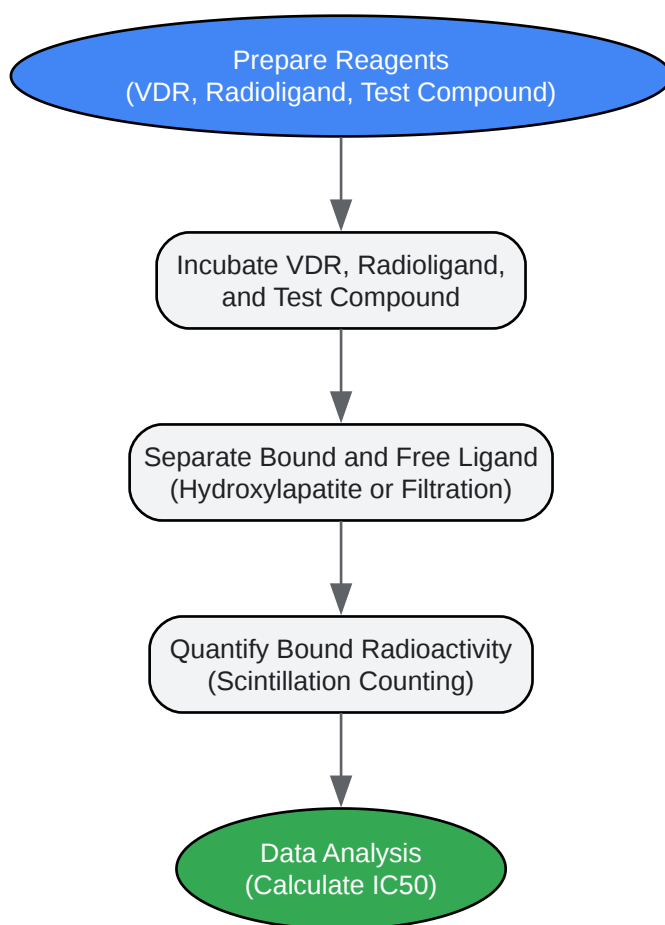 Prepare Reagents
(VDR, Radioligand, Test Compound)
Incubate VDR, Radioligand,
and Test Compound
Separate Bound and Free Ligand
(Hydroxylapatite or Filtration)
Quantify Bound Radioactivity
(Scintillation Counting)
Data Analysis
(Calculate IC50)